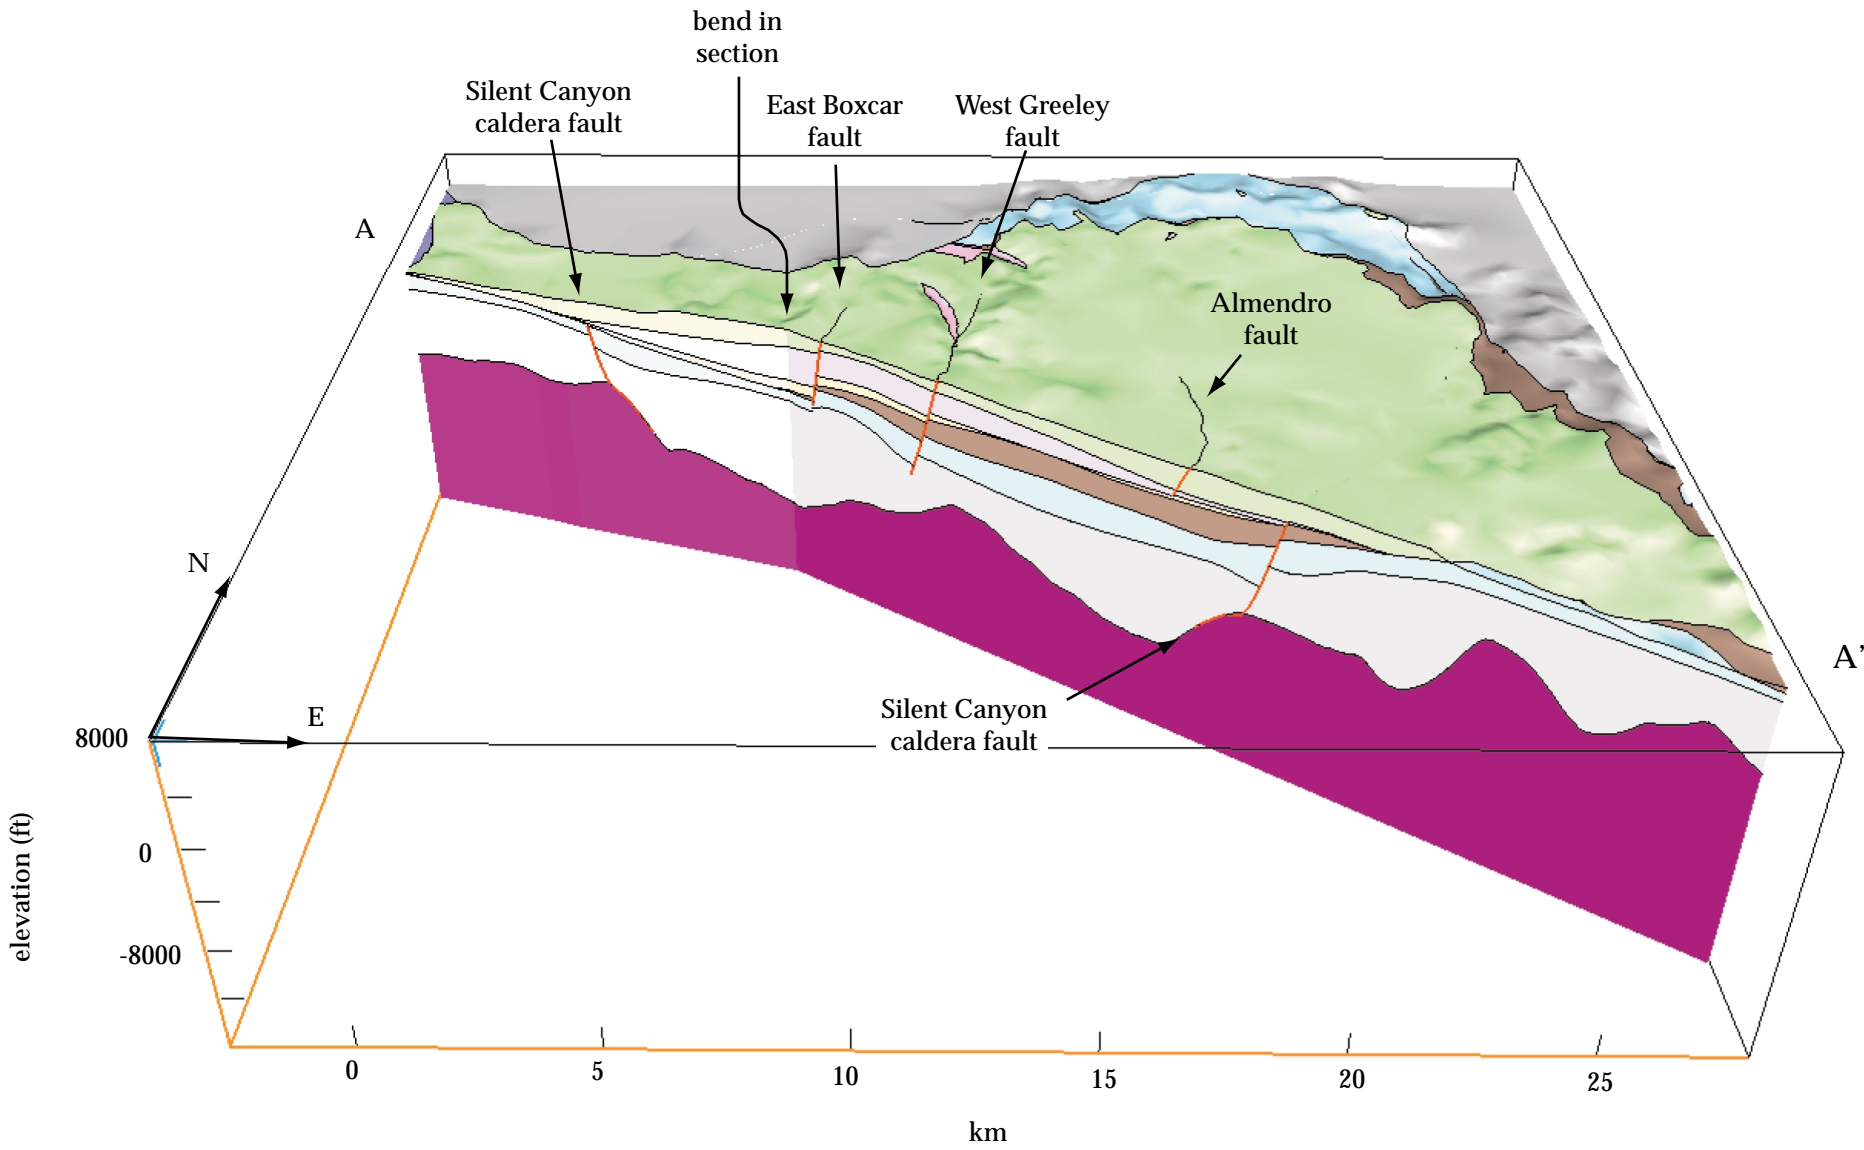 bend in
section
Silent Canyon
caldera fault
East Boxcar
fault
West Greeley
fault
A
Almendro
fault
N
A’
E
Silent Canyon
caldera fault
8000
0
-8000
elevation (ft)
0
5
10
15
20
25
km